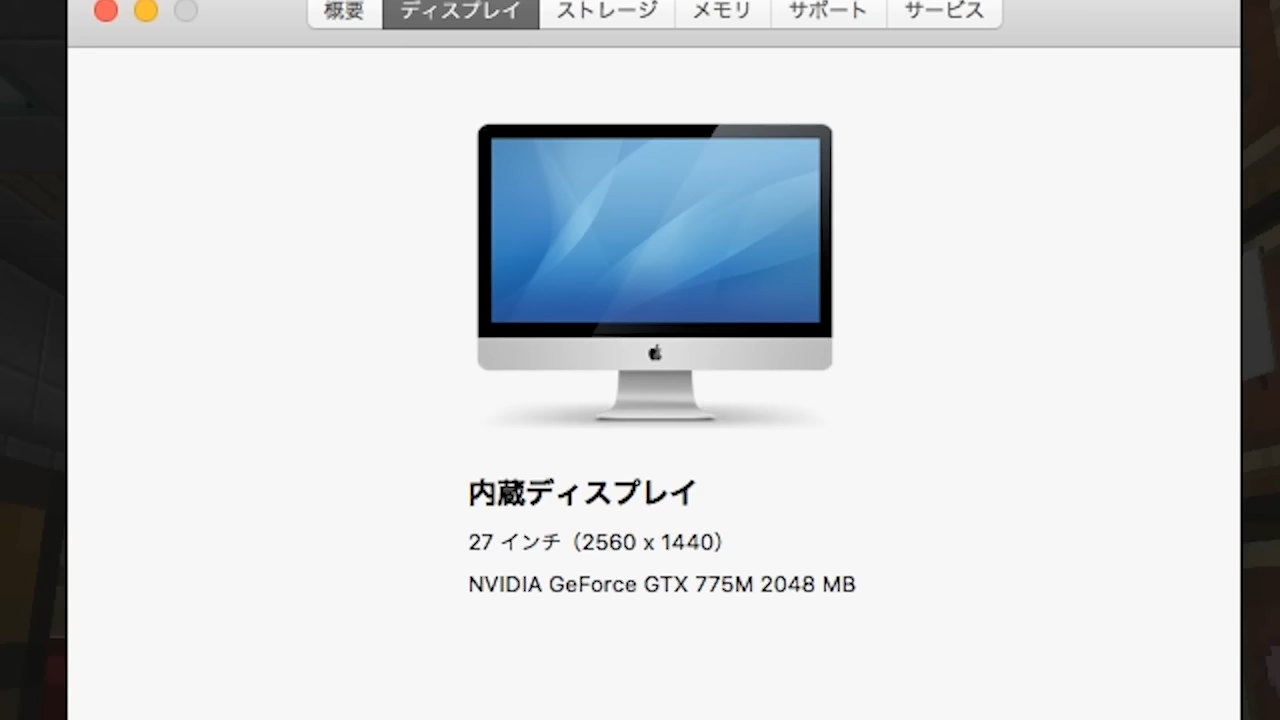 概要 ディスプレイ ストレージ メモリ サポート サービス
内蔵ディスプレイ
27 インチ（2560 x 1440）
NVIDIA GeForce GTX 775M 2048 MB